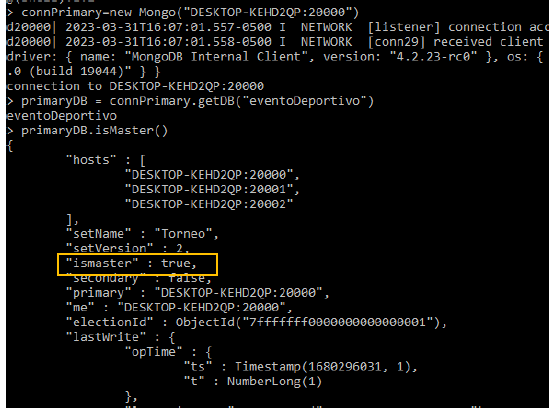 > connPrimary=new Mongo("DESKTOP-KEHD2QP:20000")
d20000| 2023-03-31T16:07:01.557-0500 I  NETWORK  [listener] connection acc
d20000| 2023-03-31T16:07:01.558-0500 I  NETWORK  [conn29] received client
driver: { name: "MongoDB Internal Client", version: "4.2.23-rc0" }, os: {
.0 (build 19044)" } }
connection to DESKTOP-KEHD2QP:20000
> primaryDB = connPrimary.getDB("eventoDeportivo")
eventoDeportivo
> primaryDB.isMaster()
{
"hosts" : [
"DESKTOP-KEHD2QP:20000",
"DESKTOP-KEHD2QP:20001",
"DESKTOP-KEHD2QP:20002"
],
"setName" : "Torneo",
"setVersion" : 2,
"ismaster" : true,
"secondary" : false,
"primary" : "DESKTOP-KEHD2QP:20000",
"me" : "DESKTOP-KEHD2QP:20000",
"electionId" : ObjectId("7fffffff0000000000000001"),
"lastWrite" : {
"opTime" : {
"ts" : Timestamp(1680296031, 1),
"t" : NumberLong(1)
},